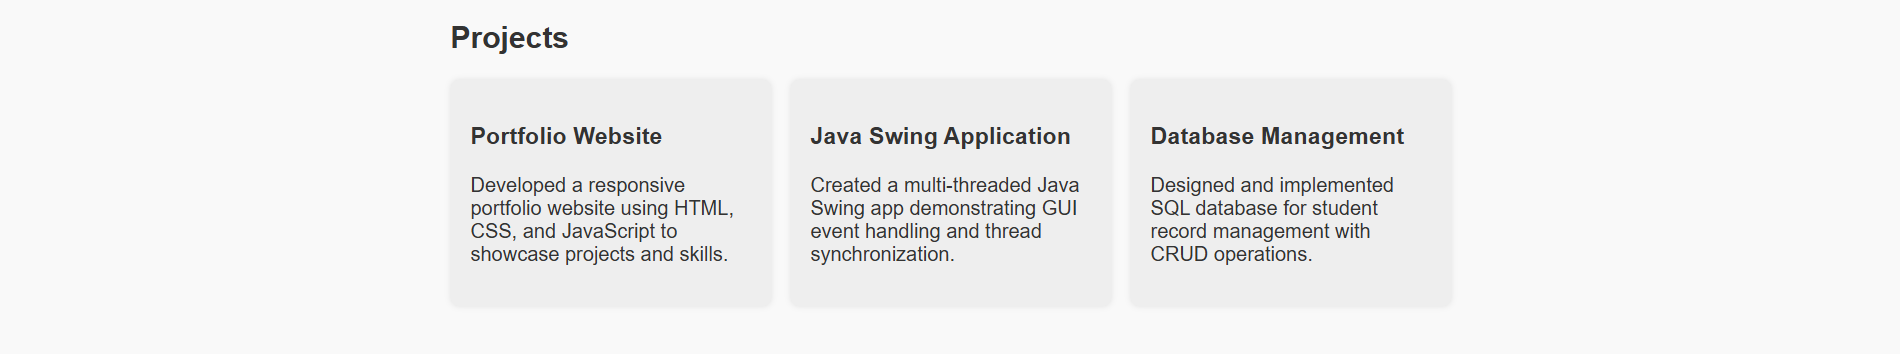 Projects
Portfolio Website
Developed a responsive
portfolio website using HTML,
CSS, and JavaScript to
showcase projects and skills.
Java Swing Application
Created a multi-threaded Java
Swing app demonstrating GUI
event handling and thread
synchronization.
Database Management
Designed and implemented
SQL database for student
record management with
CRUD operations.